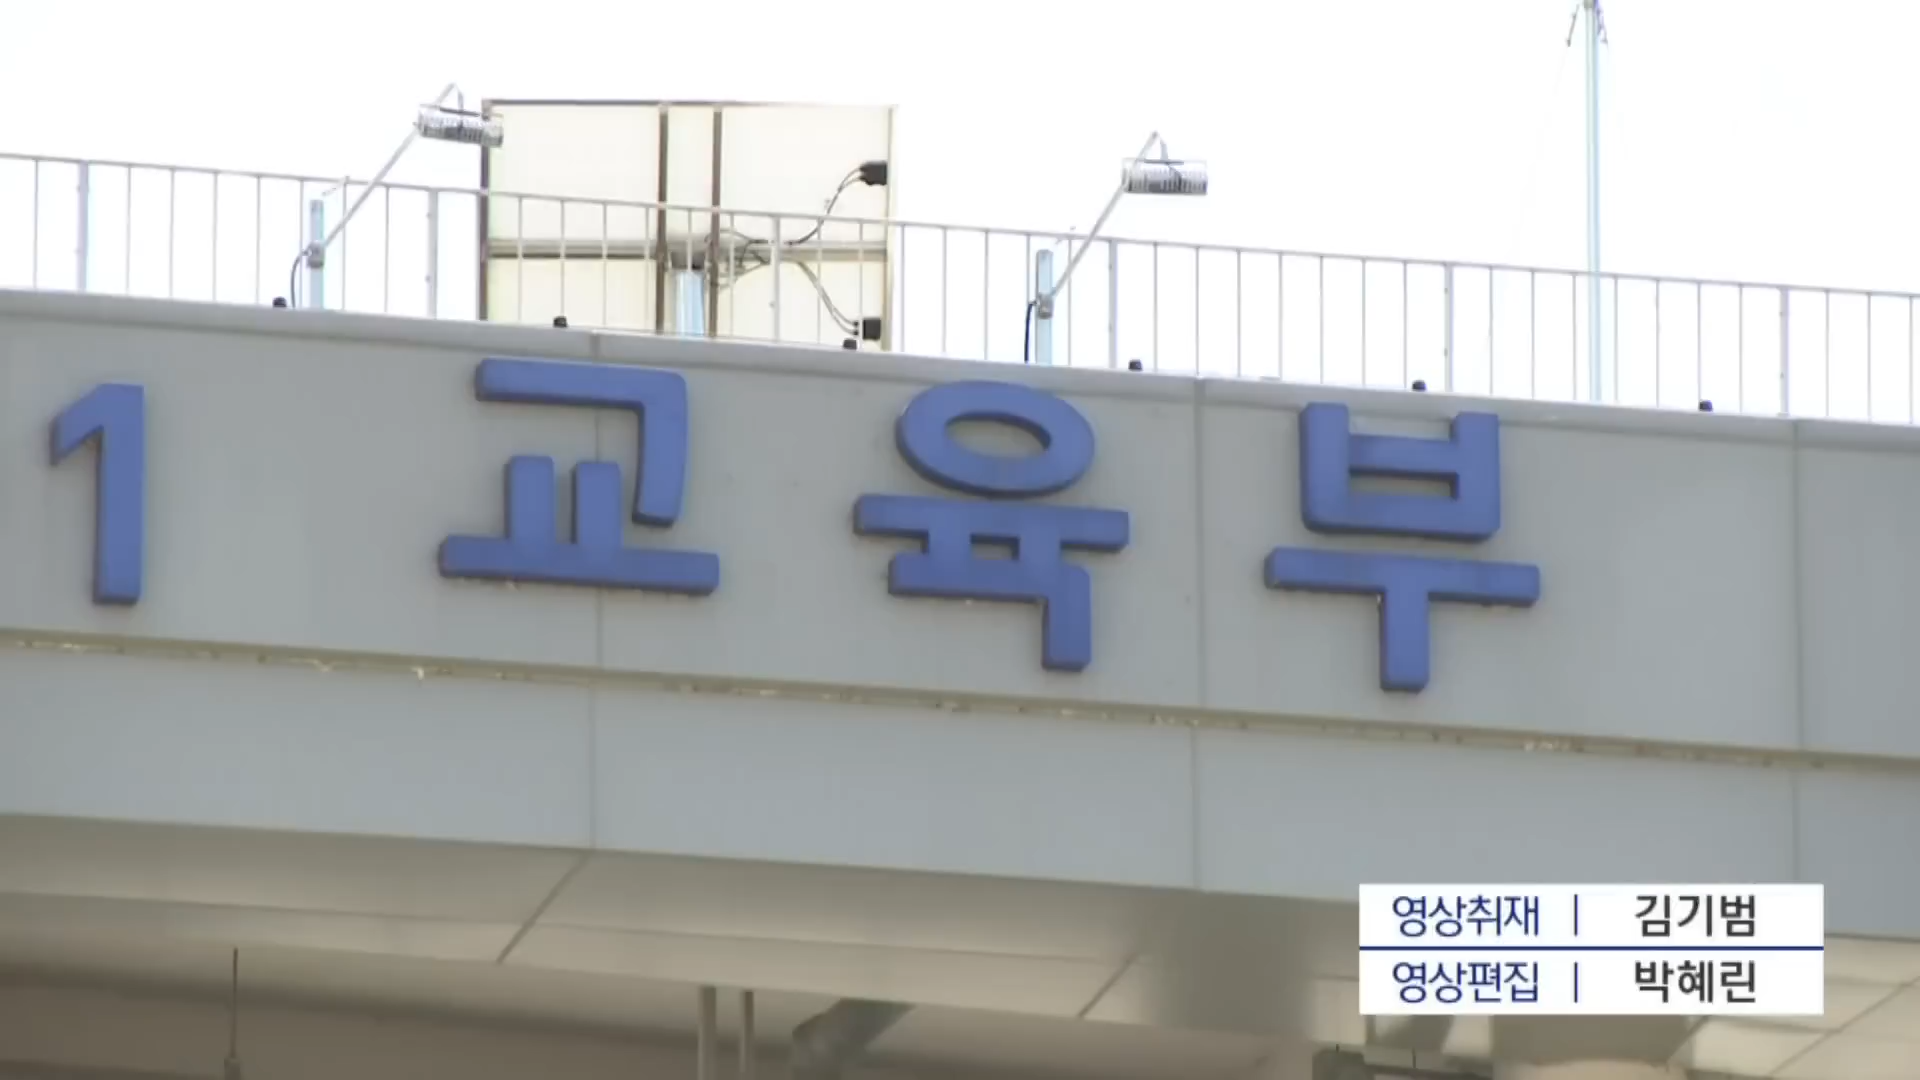 1 교육부
영상취재 | 김기범
영상편집 | 박혜린